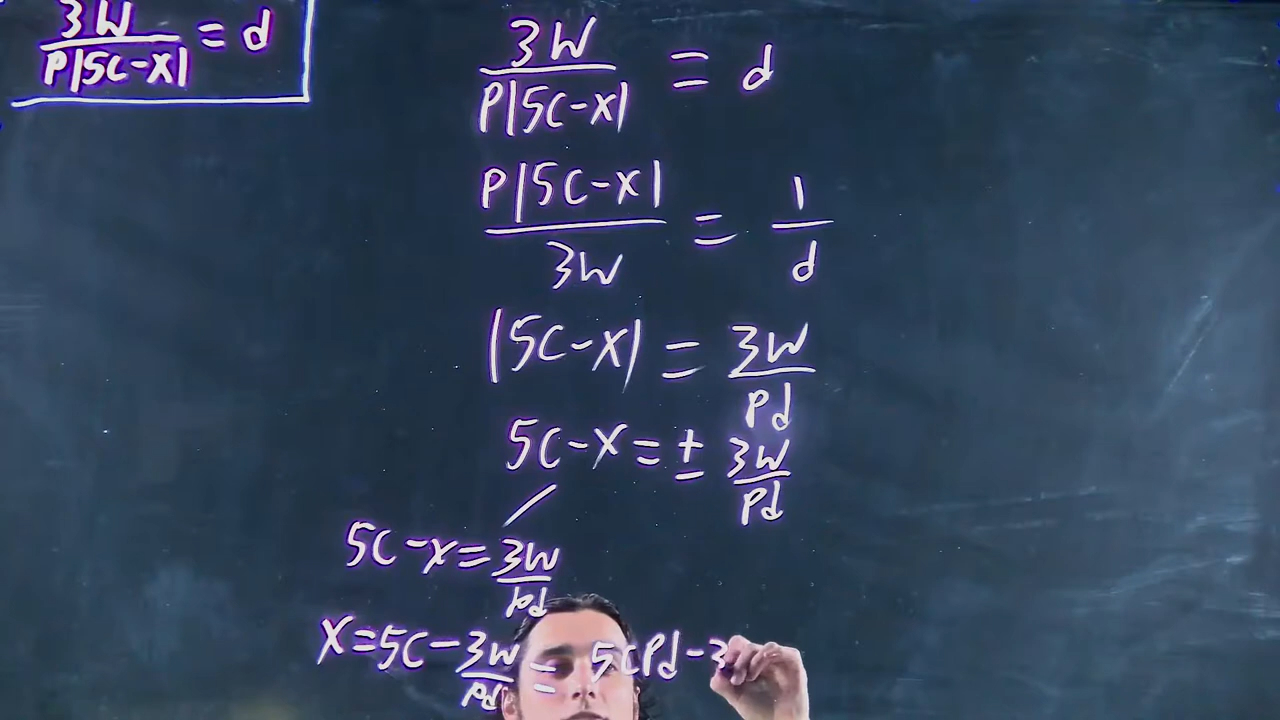 3W/P|5C-X| = d
3W/P|5C-X| = d
P|5C-X|/3W = 1/d
|5C-X| = 3W/Pd
5C-X = ± 3W/Pd
5C-X = 3W/Pd
X = 5C - 3W/Pd = 5CPd - 3